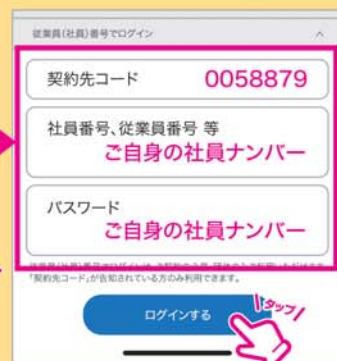 従業員(社員)番号でログイン
契約先コード 0058879
社員番号、従業員番号 等
ご自身の社員ナンバー
パスワード
ご自身の社員ナンバー
「契約先コード」が告知されている方のみ利用できます。
ログインする
タップ